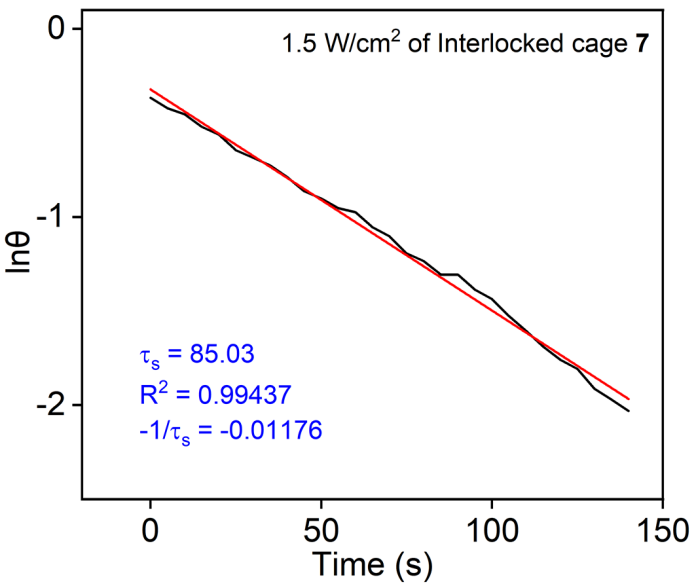 1.5 W/cm² of Interlocked cage 7
0
-1
-2
lnθ
τs = 85.03
R² = 0.99437
-1/τs = -0.01176
0 50 100 150
Time (s)